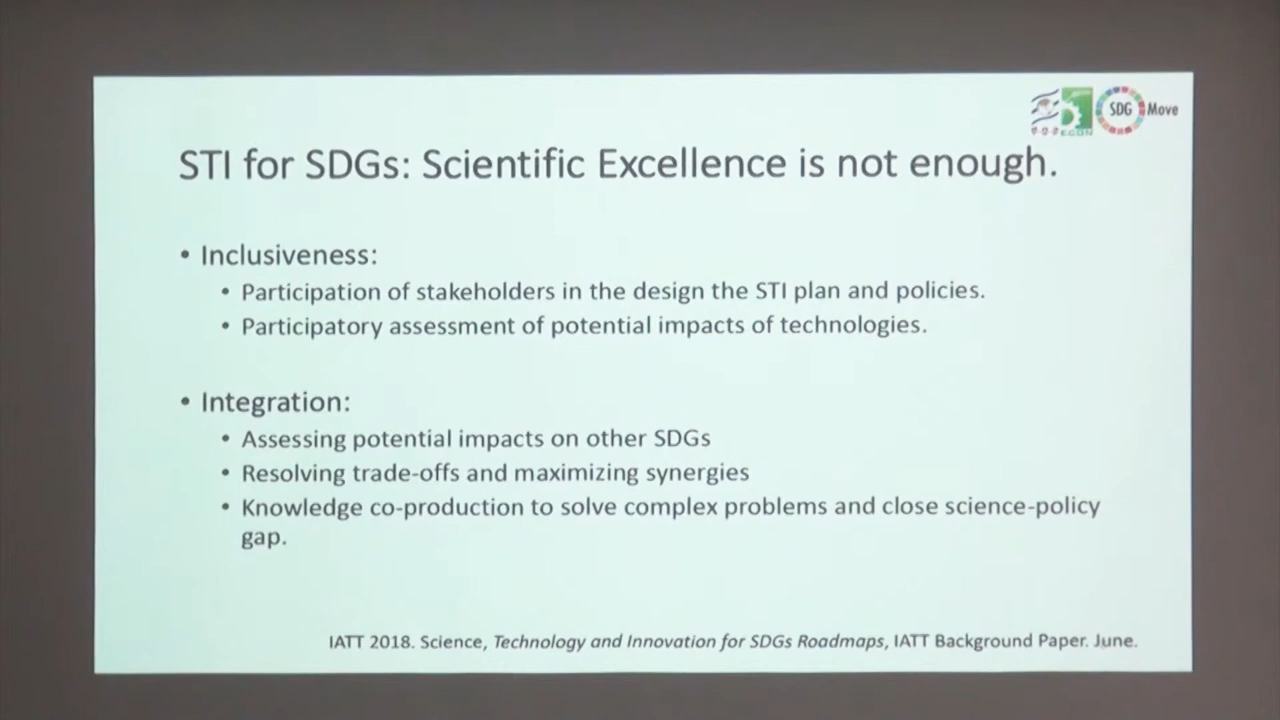 SDG Move
STI for SDGs: Scientific Excellence is not enough.
• Inclusiveness:
• Participation of stakeholders in the design the STI plan and policies.
• Participatory assessment of potential impacts of technologies.
• Integration:
• Assessing potential impacts on other SDGs
• Resolving trade-offs and maximizing synergies
• Knowledge co-production to solve complex problems and close science-policy
gap.
IATT 2018. Science, Technology and Innovation for SDGs Roadmaps, IATT Background Paper. June.